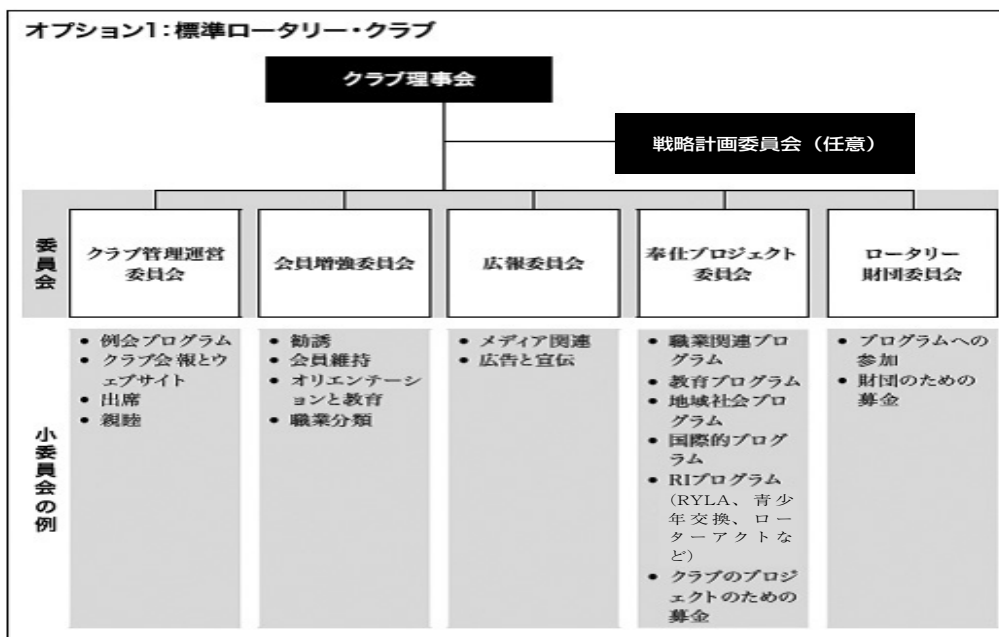 オプション1：標準ロータリー・クラブ
クラブ理事会
戦略計画委員会（任意）
委員会
クラブ管理運営
委員会
会員増強委員会
広報委員会
奉仕プロジェクト
委員会
ロータリー
財団委員会
小委員会の例
• 例会プログラム
• クラブ会報とウ
ェブサイト
• 出席
• 親睦
• 勧誘
• 会員維持
• オリエンテーシ
ョンと教育
• 職業分類
• メディア関連
• 広告と宣伝
• 職業関連プロ
グラム
• 教育プログラム
• 地域社会プロ
グラム
• 国際的プログ
ラム
• RIプログラム
（RYLA、青少
年交換、ロー
ターアクトな
ど）
• クラブのプロジ
ェクトのための
募金
• プログラムへの
参加
• 財団のための
募金